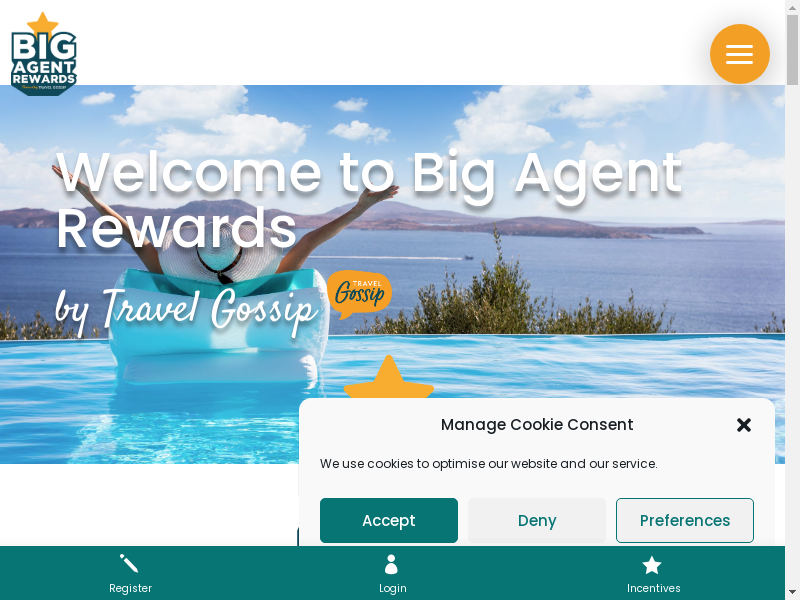 BIG
AGENT
REWARDS
Welcome to Big Agent
Rewards
by Travel Gossip
TRAVEL
Gossip
Manage Cookie Consent
We use cookies to optimise our website and our service.
Accept
Deny
Preferences
Register
Login
Incentives